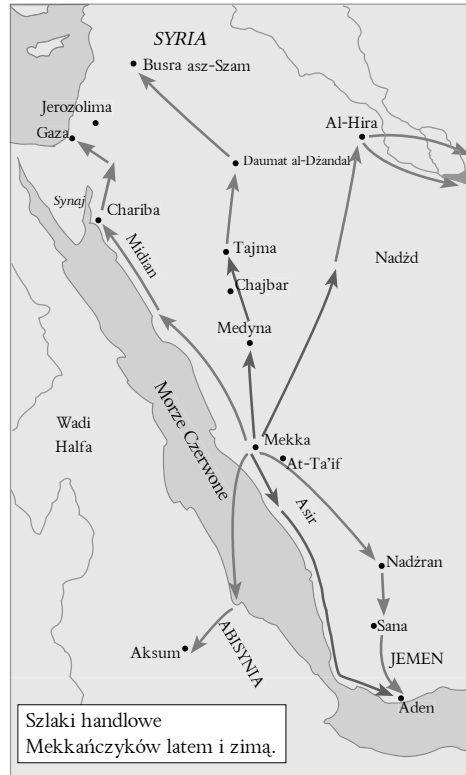 SYRIA
Busra asz-Szam
Jerozolima
Gaza
Al-Hira
Daumat al-Dżandal
Synaj
Chariba
Midian
Tajma
Nadżd
Chajbar
Medyna
Morze Czerwone
Wadi
Halfa
Mekka
At-Ta'if
Asir
Nadżran
Sana
ABISYNIA
Aksum
JEMEN
Aden
Szlaki handlowe
Mekkańczyków latem i zimą.